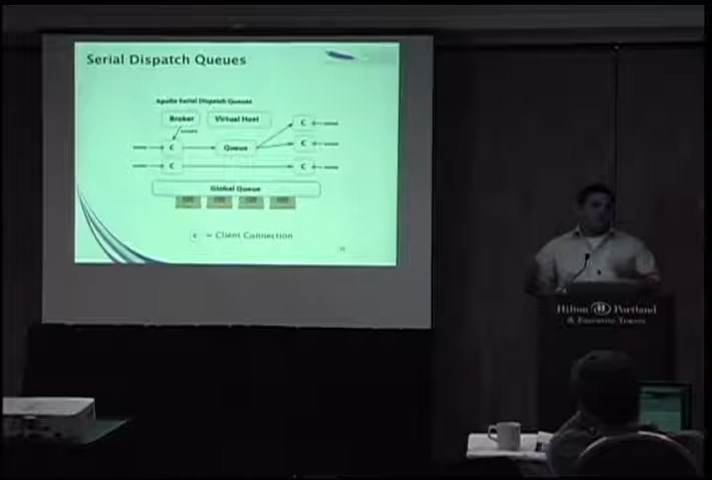 Serial Dispatch Queues
Apollo Serial Dispatch Queues
Broker
Virtual Host
C
C
Queue
C
C
C
Global Queue
C = Client Connection
Hilton Portland
& Executive Tower